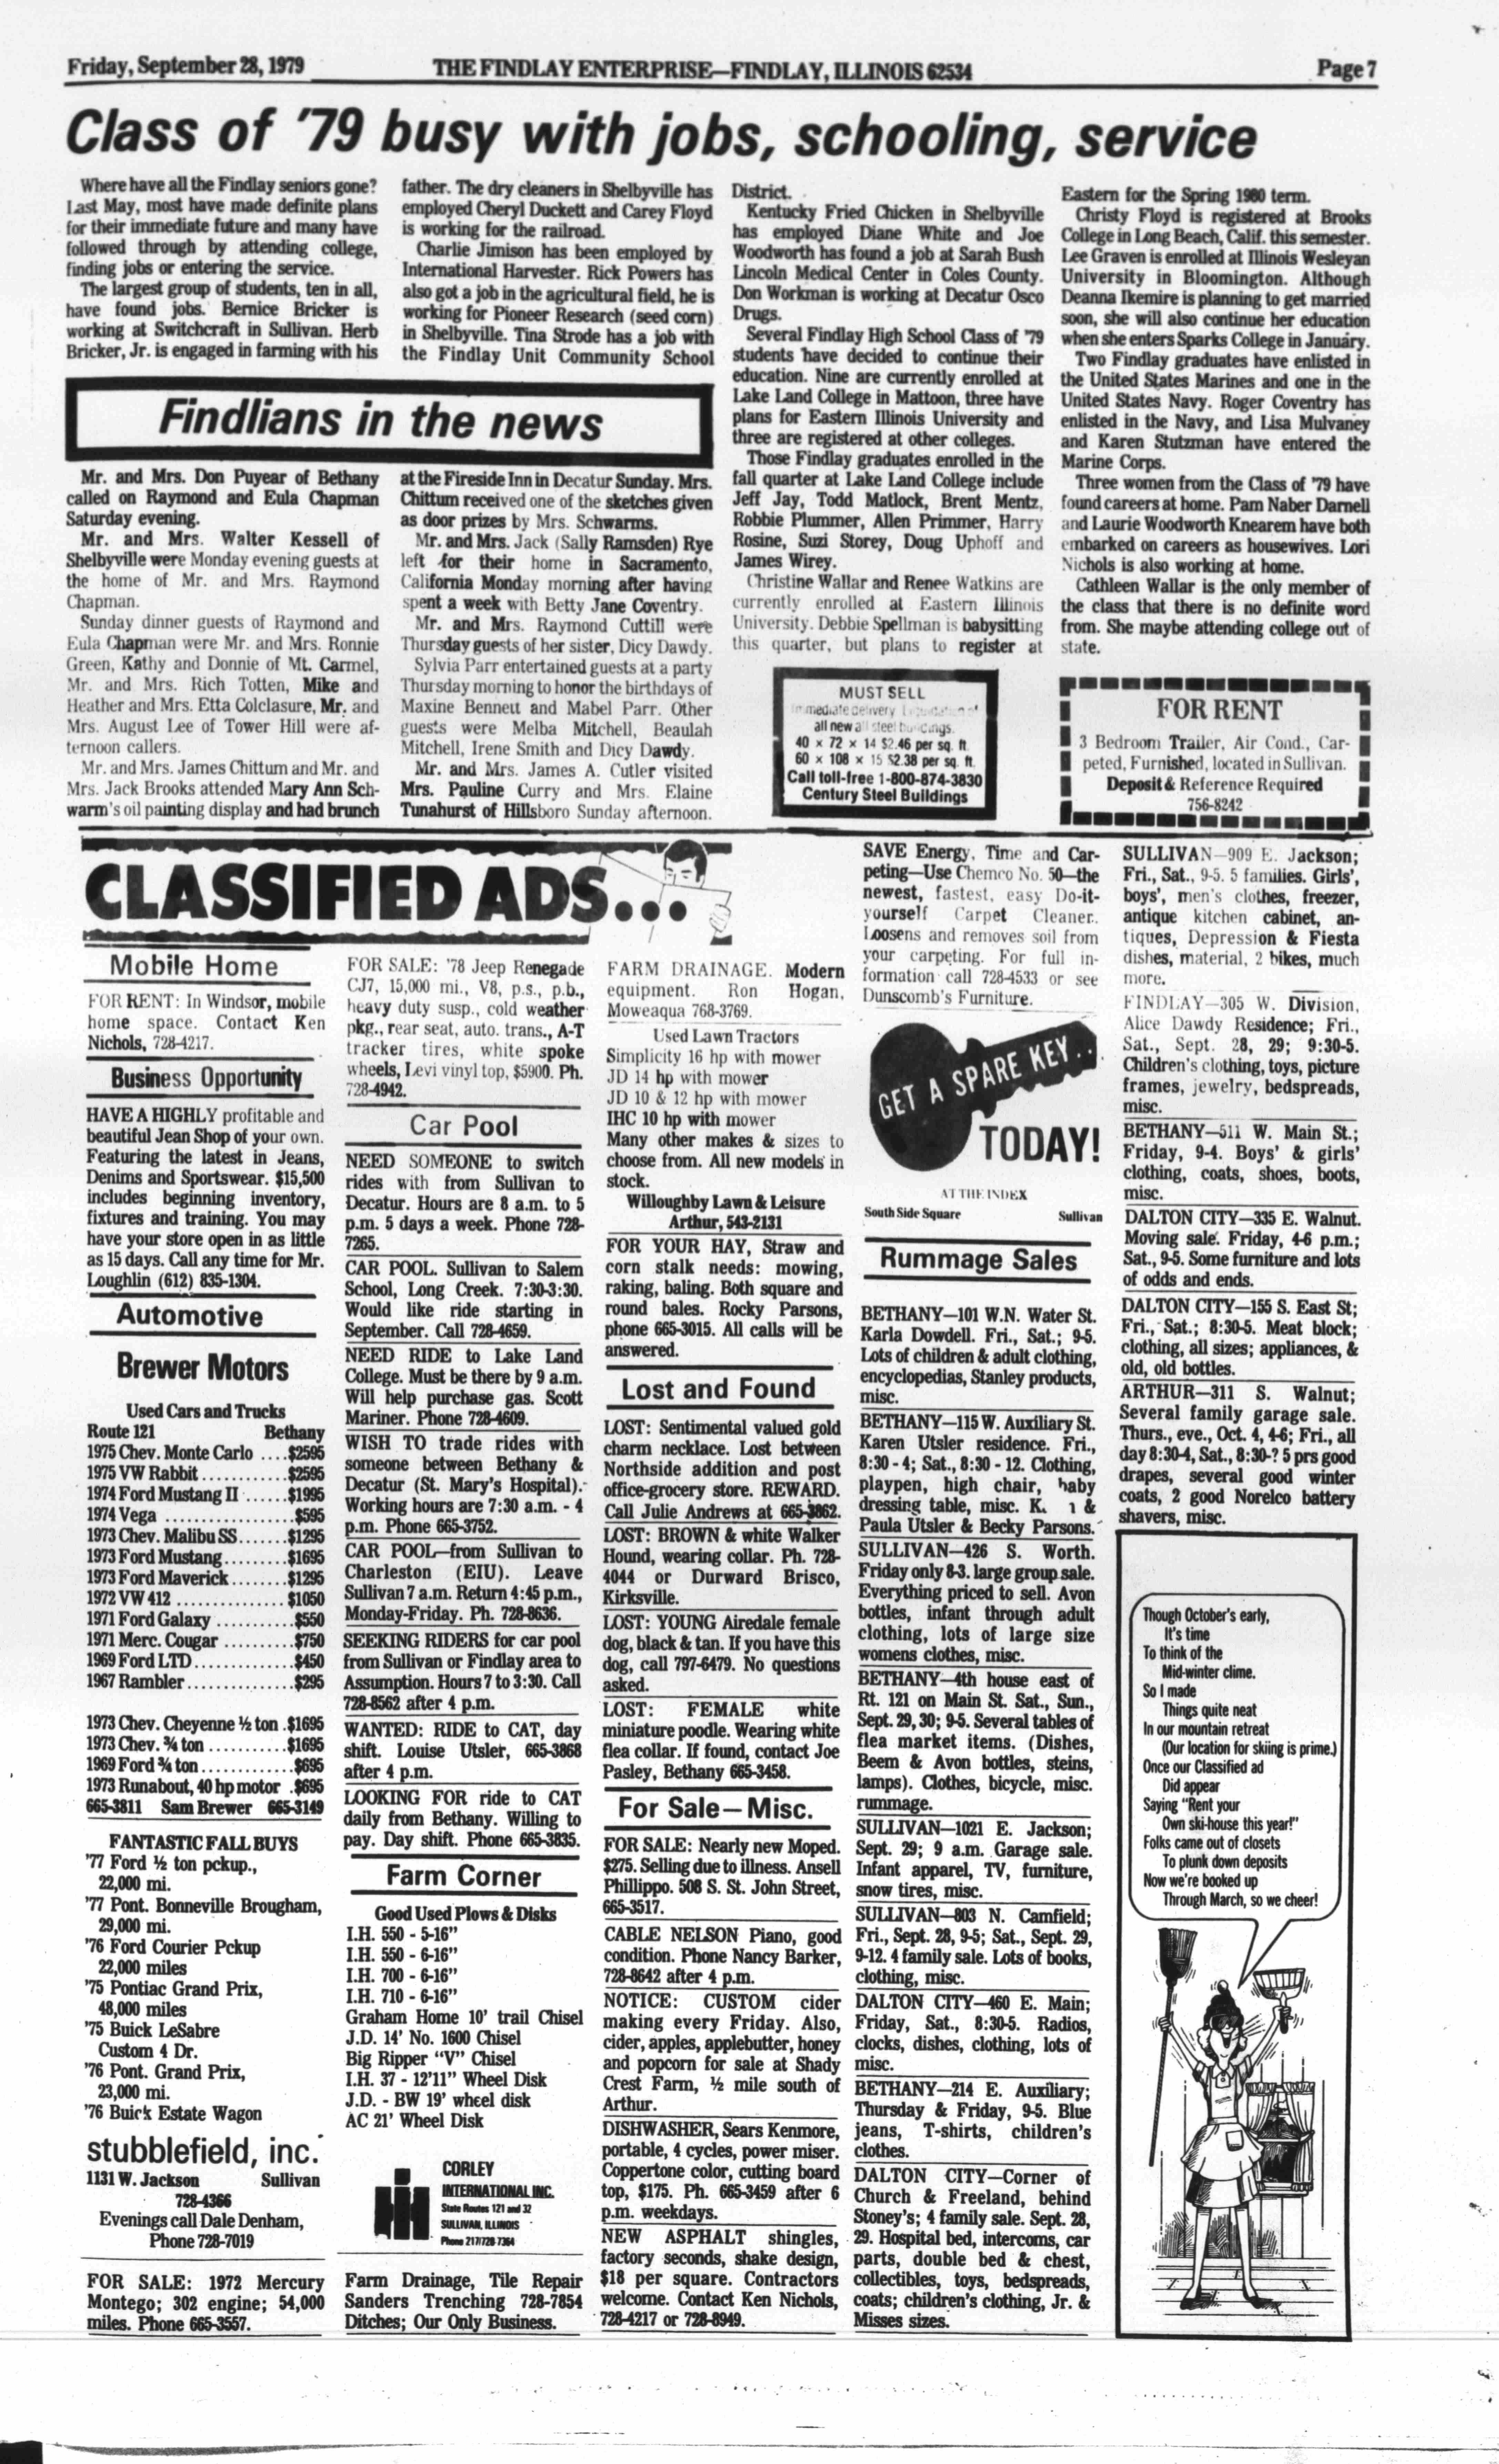 Friday, September 28, 1979
THE FINDLAY ENTERPRISE—FINDLAY, ILLINOIS 62534
Page 7
Class of '79 busy with jobs, schooling, service
Where have all the Findlay seniors gone?
Last May, most have made definite plans
for their immediate future and many have
followed through by attending college,
finding jobs or entering the service.
The largest group of students, ten in all,
have found jobs. Bernice Bricker is
working at Switchcraft in Sullivan. Herb
Bricker, Jr. is engaged in farming with his
father. The dry cleaners in Shelbyville has
employed Cheryl Duckett and Carey Floyd
is working for the railroad.
Charlie Jimison has been employed by
International Harvester. Rick Powers has
also got a job in the agricultural field, he is
working for Pioneer Research (seed corn)
in Shelbyville. Tina Strode has a job with
the Findlay Unit Community School
District.
Kentucky Fried Chicken in Shelbyville
has employed Diane White and Joe
Woodworth has found a job at Sarah Bush
Lincoln Medical Center in Coles County.
Don Workman is working at Decatur Osco
Drugs.
Several Findlay High School Class of '79
students have decided to continue their
education. Nine are currently enrolled at
Lake Land College in Mattoon, three have
plans for Eastern Illinois University and
three are registered at other colleges.
Those Findlay graduates enrolled in the
fall quarter at Lake Land College include
Jeff Jay, Todd Matlock, Brent Mentz,
Robbie Plummer, Allen Primmer, Harry
Rosine, Suzi Storey, Doug Uphoff and
James Wirey.
Christine Wallar and Renee Watkins are
currently enrolled at Eastern Illinois
University. Debbie Spellman is babysitting
this quarter, but plans to register at
Eastern for the Spring 1980 term.
Christy Floyd is registered at Brooks
College in Long Beach, Calif. this semester.
Lee Graven is enrolled at Illinois Wesleyan
University in Bloomington. Although
Deanna Ikemire is planning to get married
soon, she will also continue her education
when she enters Sparks College in January.
Two Findlay graduates have enlisted in
the United States Marines and one in the
United States Navy. Roger Coventry has
enlisted in the Navy, and Lisa Mulvaney
and Karen Stutzman have entered the
Marine Corps.
Three women from the Class of '79 have
found careers at home. Pam Naber Darnell
and Laurie Woodworth Knearem have both
embarked on careers as housewives. Lori
Nichols is also working at home.
Cathleen Wallar is the only member of
the class that there is no definite word
from. She maybe attending college out of
state.
Findlians in the news
Mr. and Mrs. Don Puyear of Bethany
called on Raymond and Eula Chapman
Saturday evening.
Mr. and Mrs. Walter Kessell of
Shelbyville were Monday evening guests at
the home of Mr. and Mrs. Raymond
Chapman.
Sunday dinner guests of Raymond and
Eula Chapman were Mr. and Mrs. Ronnie
Green, Kathy and Donnie of Mt. Carmel,
Mr. and Mrs. Rich Totten, Mike and
Heather and Mrs. Etta Colclasure, Mr. and
Mrs. August Lee of Tower Hill were af-
ternoon callers.
Mr. and Mrs. James Chittum and Mr. and
Mrs. Jack Brooks attended Mary Ann Sch-
warm's oil painting display and had brunch
at the Fireside Inn in Decatur Sunday. Mrs.
Chittum received one of the sketches given
as door prizes by Mrs. Schwarms.
Mr. and Mrs. Jack (Sally Ramsden) Rye
left for their home in Sacramento,
California Monday morning after having
spent a week with Betty Jane Coventry.
Mr. and Mrs. Raymond Cuttill were
Thursday guests of her sister, Dicy Dawdy.
Sylvia Parr entertained guests at a party
Thursday morning to honor the birthdays of
Maxine Bennett and Mabel Parr. Other
guests were Melba Mitchell, Beaulah
Mitchell, Irene Smith and Dicy Dawdy.
Mr. and Mrs. James A. Cutler visited
Mrs. Pauline Curry and Mrs. Elaine
Tunahurst of Hillsboro Sunday afternoon.
MUST SELL
Immediate delivery Liquidation of
all new all steel buildings.
40 × 72 × 14 $2.46 per sq. ft.
60 × 108 × 15 $2.38 per sq. ft.
Call toll-free 1-800-874-3830
Century Steel Buildings
FOR RENT
3 Bedroom Trailer, Air Cond., Car-
peted, Furnished, located in Sullivan.
Deposit & Reference Required
756-8242
CLASSIFIED ADS...
Mobile Home
FOR RENT: In Windsor, mobile
home space. Contact Ken
Nichols, 728-4217.
Business Opportunity
HAVE A HIGHLY profitable and
beautiful Jean Shop of your own.
Featuring the latest in Jeans,
Denims and Sportswear. $15,500
includes beginning inventory,
fixtures and training. You may
have your store open in as little
as 15 days. Call any time for Mr.
Loughlin (612) 835-1304.
Automotive
Brewer Motors
Used Cars and Trucks
Route 121 Bethany
1975 Chev. Monte Carlo ....$2595
1975 VW Rabbit............$2595
1974 Ford Mustang II ......$1995
1974 Vega ..................$595
1973 Chev. Malibu SS.......$1295
1973 Ford Mustang.........$1695
1973 Ford Maverick........$1295
1972 VW 412 ...............$1050
1971 Ford Galaxy ...........$550
1971 Merc. Cougar ..........$750
1969 Ford LTD..............$450
1967 Rambler...............$295
1973 Chev. Cheyenne ½ ton .$1695
1973 Chev. ¾ ton ...........$1695
1969 Ford ¾ ton.............$695
1973 Runabout, 40 hp motor .$695
665-3811 Sam Brewer 665-3149
FANTASTIC FALL BUYS
'77 Ford ½ ton pckup.,
22,000 mi.
'77 Pont. Bonneville Brougham,
29,000 mi.
'76 Ford Courier Pckup
22,000 miles
'75 Pontiac Grand Prix,
48,000 miles
'75 Buick LeSabre
Custom 4 Dr.
'76 Pont. Grand Prix,
23,000 mi.
'76 Buick Estate Wagon
stubblefield, inc.
1131 W. Jackson Sullivan
728-4366
Evenings call Dale Denham,
Phone 728-7019
FOR SALE: 1972 Mercury
Montego; 302 engine; 54,000
miles. Phone 665-3557.
FOR SALE: '78 Jeep Renegade
CJ7, 15,000 mi., V8, p.s., p.b.,
heavy duty susp., cold weather
pkg., rear seat, auto. trans., A-T
tracker tires, white spoke
wheels, Levi vinyl top, $5900. Ph.
728-4942.
Car Pool
NEED SOMEONE to switch
rides with from Sullivan to
Decatur. Hours are 8 a.m. to 5
p.m. 5 days a week. Phone 728-
7265.
CAR POOL. Sullivan to Salem
School, Long Creek. 7:30-3:30.
Would like ride starting in
September. Call 728-4659.
NEED RIDE to Lake Land
College. Must be there by 9 a.m.
Will help purchase gas. Scott
Mariner. Phone 728-4609.
WISH TO trade rides with
someone between Bethany &
Decatur (St. Mary's Hospital).
Working hours are 7:30 a.m. - 4
p.m. Phone 665-3752.
CAR POOL—from Sullivan to
Charleston (EIU). Leave
Sullivan 7 a.m. Return 4:45 p.m.,
Monday-Friday. Ph. 728-8636.
SEEKING RIDERS for car pool
from Sullivan or Findlay area to
Assumption. Hours 7 to 3:30. Call
728-8562 after 4 p.m.
WANTED: RIDE to CAT, day
shift. Louise Utsler, 665-3868
after 4 p.m.
LOOKING FOR ride to CAT
daily from Bethany. Willing to
pay. Day shift. Phone 665-3835.
Farm Corner
Good Used Plows & Disks
I.H. 550 - 5-16"
I.H. 550 - 6-16"
I.H. 700 - 6-16"
I.H. 710 - 6-16"
Graham Home 10' trail Chisel
J.D. 14' No. 1600 Chisel
Big Ripper "V" Chisel
I.H. 37 - 12'11" Wheel Disk
J.D. - BW 19' wheel disk
AC 21' Wheel Disk
CORLEY
INTERNATIONAL INC.
State Routes 121 and 32
SULLIVAN, ILLINOIS
Phone 217/728-7364
Farm Drainage, Tile Repair
Sanders Trenching 728-7854
Ditches; Our Only Business.
FARM DRAINAGE. Modern
equipment. Ron Hogan,
Moweaqua 768-3769.
Used Lawn Tractors
Simplicity 16 hp with mower
JD 14 hp with mower
JD 10 & 12 hp with mower
IHC 10 hp with mower
Many other makes & sizes to
choose from. All new models in
stock.
Willoughby Lawn & Leisure
Arthur, 543-2131
FOR YOUR HAY, Straw and
corn stalk needs: mowing,
raking, baling. Both square and
round bales. Rocky Parsons,
phone 665-3015. All calls will be
answered.
Lost and Found
LOST: Sentimental valued gold
charm necklace. Lost between
Northside addition and post
office-grocery store. REWARD.
Call Julie Andrews at 665-3862.
LOST: BROWN & white Walker
Hound, wearing collar. Ph. 728-
4044 or Durward Brisco,
Kirksville.
LOST: YOUNG Airedale female
dog, black & tan. If you have this
dog, call 797-6479. No questions
asked.
LOST: FEMALE white
miniature poodle. Wearing white
flea collar. If found, contact Joe
Pasley, Bethany 665-3458.
For Sale—Misc.
FOR SALE: Nearly new Moped.
$275. Selling due to illness. Ansell
Phillippo. 508 S. St. John Street,
665-3517.
CABLE NELSON Piano, good
condition. Phone Nancy Barker,
728-8642 after 4 p.m.
NOTICE: CUSTOM cider
making every Friday. Also,
cider, apples, applebutter, honey
and popcorn for sale at Shady
Crest Farm, ½ mile south of
Arthur.
DISHWASHER, Sears Kenmore,
portable, 4 cycles, power miser.
Coppertone color, cutting board
top, $175. Ph. 665-3459 after 6
p.m. weekdays.
NEW ASPHALT shingles,
factory seconds, shake design,
$18 per square. Contractors
welcome. Contact Ken Nichols,
728-4217 or 728-8949.
SAVE Energy, Time and Car-
peting—Use Chemco No. 50—the
newest, fastest, easy Do-it-
yourself Carpet Cleaner.
Loosens and removes soil from
your carpeting. For full in-
formation call 728-4533 or see
Dunscomb's Furniture.
GET A SPARE KEY..
TODAY!
AT THE INDEX
South Side Square Sullivan
Rummage Sales
BETHANY—101 W.N. Water St.
Karla Dowdell. Fri., Sat.; 9-5.
Lots of children & adult clothing,
encyclopedias, Stanley products,
misc.
BETHANY—115 W. Auxiliary St.
Karen Utsler residence. Fri.,
8:30 - 4; Sat., 8:30 - 12. Clothing,
playpen, high chair, baby
dressing table, misc. &
Paula Utsler & Becky Parsons.
SULLIVAN—426 S. Worth.
Friday only 8-3. large group sale.
Everything priced to sell. Avon
bottles, infant through adult
clothing, lots of large size
womens clothes, misc.
BETHANY—4th house east of
Rt. 121 on Main St. Sat., Sun.,
Sept. 29, 30; 9-5. Several tables of
flea market items. (Dishes,
Beem & Avon bottles, steins,
lamps). Clothes, bicycle, misc.
rummage.
SULLIVAN—1021 E. Jackson;
Sept. 29; 9 a.m. Garage sale.
Infant apparel, TV, furniture,
snow tires, misc.
SULLIVAN—803 N. Camfield;
Fri., Sept. 28, 9-5; Sat., Sept. 29,
9-12. 4 family sale. Lots of books,
clothing, misc.
DALTON CITY—460 E. Main;
Friday, Sat., 8:30-5. Radios,
clocks, dishes, clothing, lots of
misc.
BETHANY—214 E. Auxiliary;
Thursday & Friday, 9-5. Blue
jeans, T-shirts, children's
clothes.
DALTON CITY—Corner of
Church & Freeland, behind
Stoney's; 4 family sale. Sept. 28,
29. Hospital bed, intercoms, car
parts, double bed & chest,
collectibles, toys, bedspreads,
coats; children's clothing, Jr. &
Misses sizes.
SULLIVAN—909 E. Jackson;
Fri., Sat., 9-5. 5 families. Girls',
boys', men's clothes, freezer,
antique kitchen cabinet, an-
tiques, Depression & Fiesta
dishes, material, 2 bikes, much
more.
FINDLAY—305 W. Division,
Alice Dawdy Residence; Fri.,
Sat., Sept. 28, 29; 9:30-5.
Children's clothing, toys, picture
frames, jewelry, bedspreads,
misc.
BETHANY—511 W. Main St.;
Friday, 9-4. Boys' & girls'
clothing, coats, shoes, boots,
misc.
DALTON CITY—335 E. Walnut.
Moving sale. Friday, 4-6 p.m.;
Sat., 9-5. Some furniture and lots
of odds and ends.
DALTON CITY—155 S. East St;
Fri., Sat.; 8:30-5. Meat block;
clothing, all sizes; appliances, &
old, old bottles.
ARTHUR—311 S. Walnut;
Several family garage sale.
Thurs., eve., Oct. 4, 4-6; Fri., all
day 8:30-4, Sat., 8:30-? 5 prs good
drapes, several good winter
coats, 2 good Norelco battery
shavers, misc.
Though October's early,
It's time
To think of the
Mid-winter clime.
So I made
Things quite neat
In our mountain retreat
(Our location for skiing is prime.)
Once our Classified ad
Did appear
Saying "Rent your
Own ski-house this year!"
Folks came out of closets
To plunk down deposits
Now we're booked up
Through March, so we cheer!